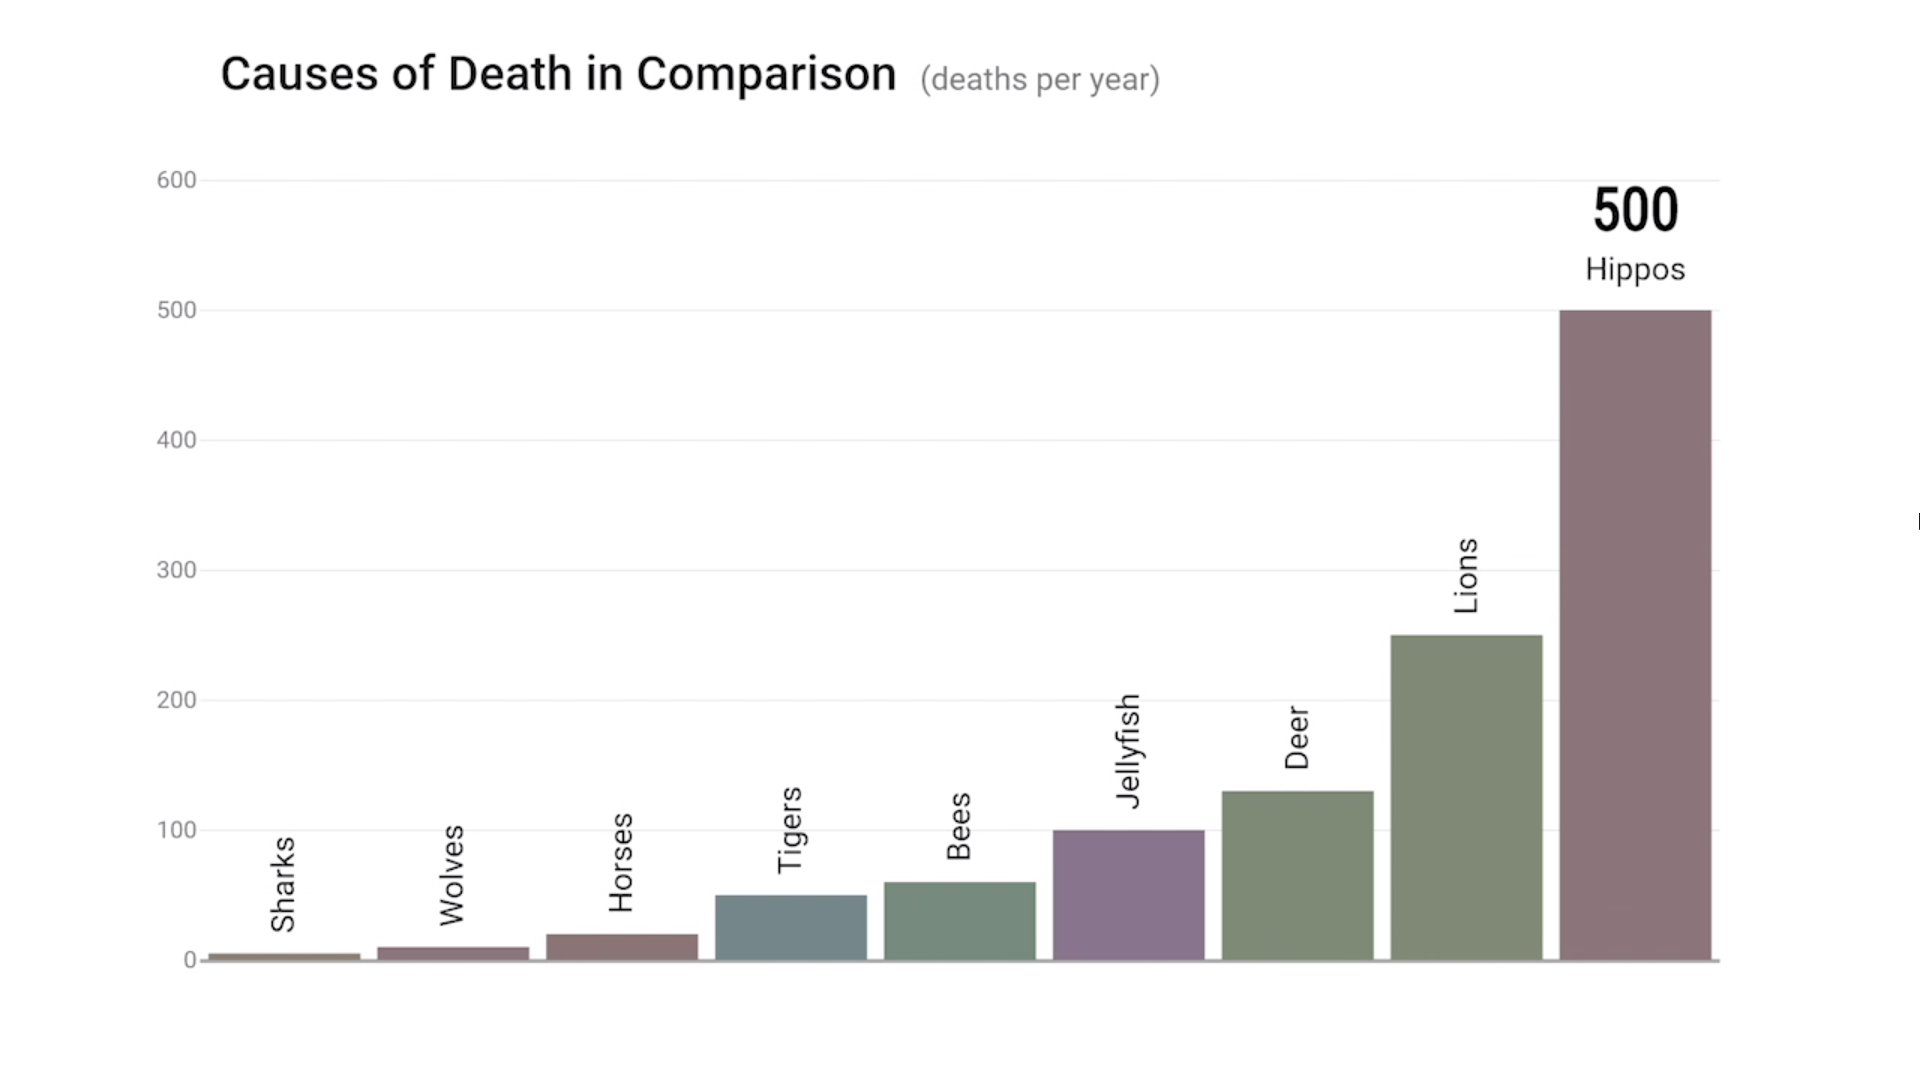 Causes of Death in Comparison (deaths per year)
600
500
400
300
200
100
0
Sharks
Wolves
Horses
Tigers
Bees
Jellyfish
Deer
Lions
500
Hippos